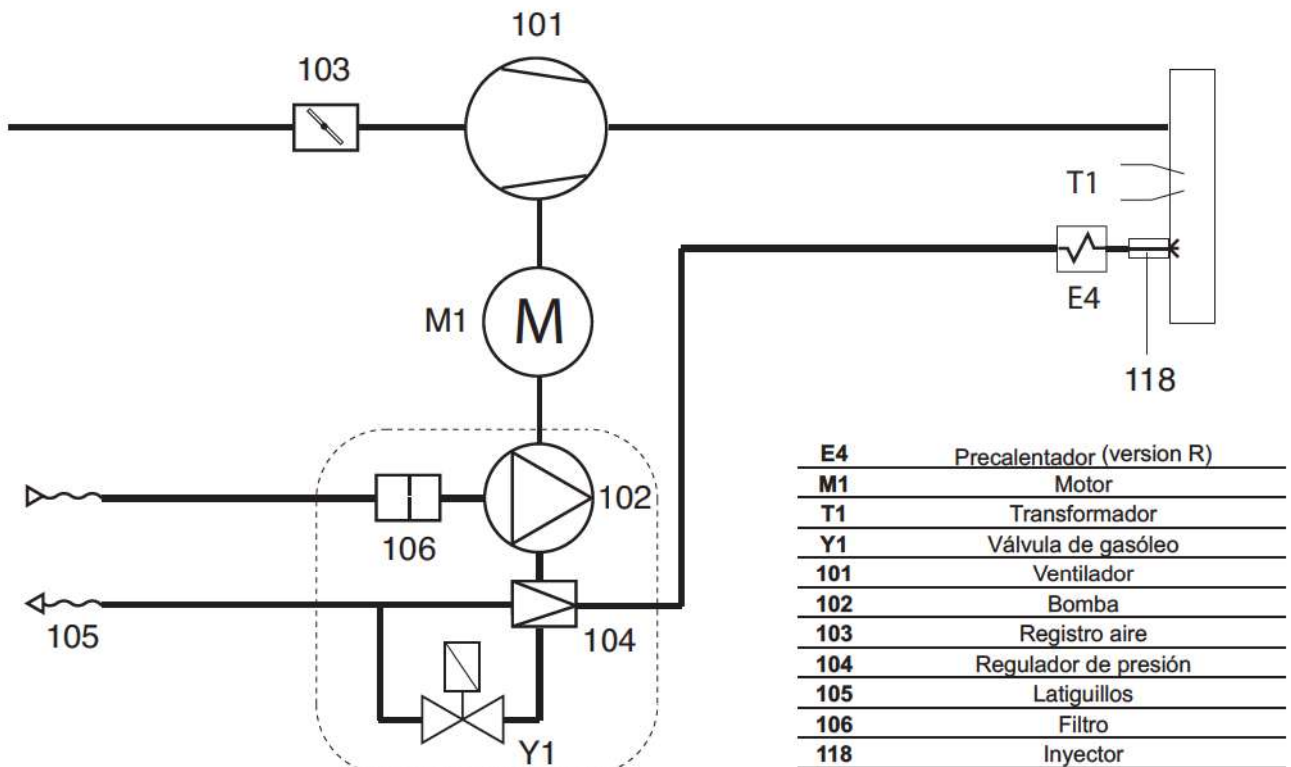 101
103
T1
E4
M1
M
118
102
106
105
104
Y1
E4 Precalentador (version R)
M1 Motor
T1 Transformador
Y1 Válvula de gasóleo
101 Ventilador
102 Bomba
103 Registro aire
104 Regulador de presión
105 Latiguillos
106 Filtro
118 Inyector